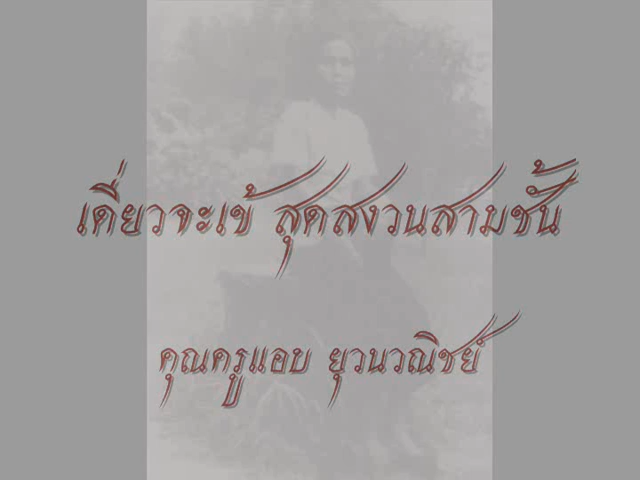 เดี่ยวจะเข้ สุดสงวนสามชั้น
คุณครูแอบ ยุวนวณิชย์